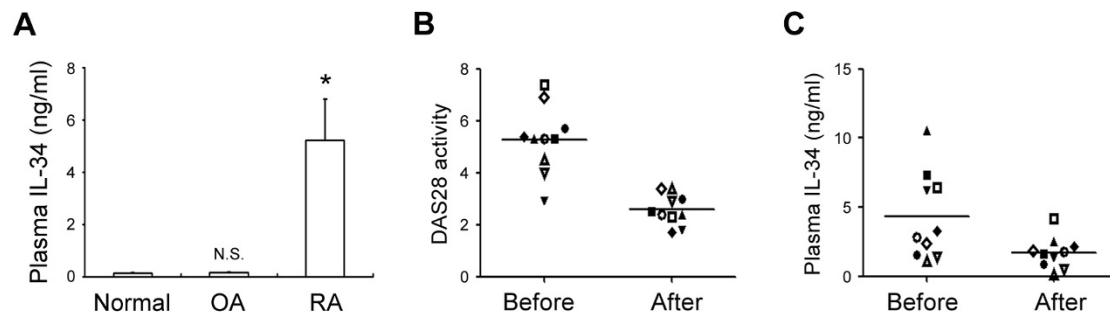 A
Plasma IL-34 (ng/ml)
8
6
4
2
0
N.S.
*
Normal
OA
RA
B
DAS28 activity
8
6
4
2
0
Before
After
C
Plasma IL-34 (ng/ml)
15
10
5
0
Before
After